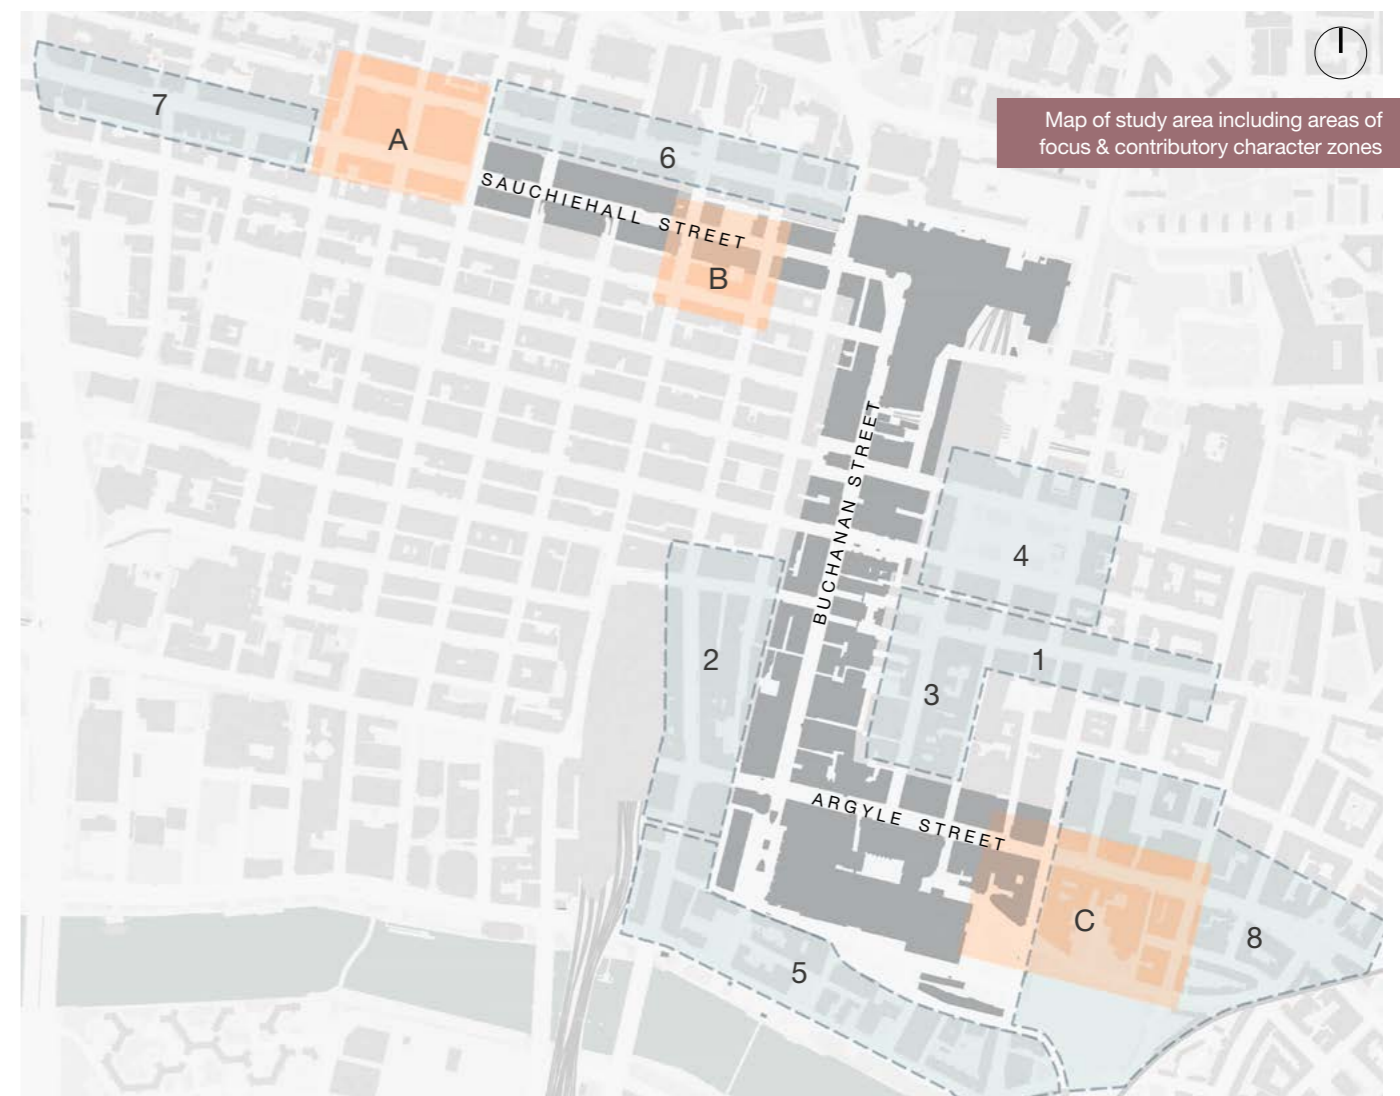 Map of study area including areas of
focus & contributory character zones
7
A
6
SAUCHIEHALL STREET
B
BUCHANAN STREET
4
2
1
3
ARGYLE STREET
C
8
5